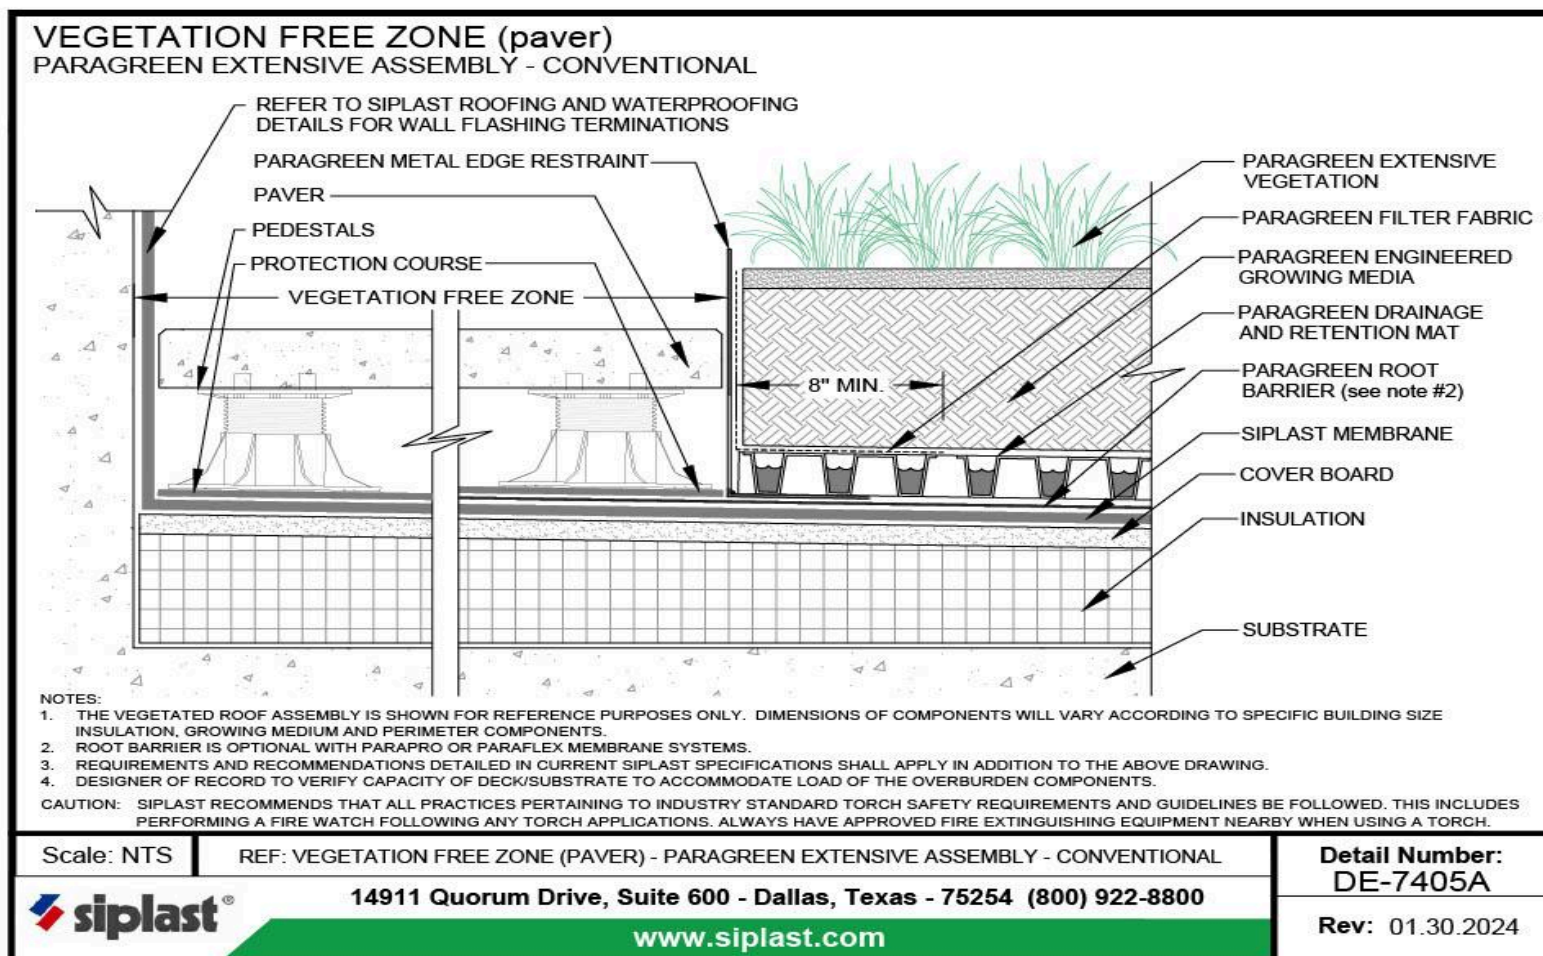 VEGETATION FREE ZONE (paver)
PARAGREEN EXTENSIVE ASSEMBLY - CONVENTIONAL
REFER TO SIPLAST ROOFING AND WATERPROOFING
DETAILS FOR WALL FLASHING TERMINATIONS
PARAGREEN METAL EDGE RESTRAINT
PAVER
PEDESTALS
PROTECTION COURSE
VEGETATION FREE ZONE
8" MIN.
PARAGREEN EXTENSIVE
VEGETATION
PARAGREEN FILTER FABRIC
PARAGREEN ENGINEERED
GROWING MEDIA
PARAGREEN DRAINAGE
AND RETENTION MAT
PARAGREEN ROOT
BARRIER (see note #2)
SIPLAST MEMBRANE
COVER BOARD
INSULATION
SUBSTRATE
NOTES:
1. THE VEGETATED ROOF ASSEMBLY IS SHOWN FOR REFERENCE PURPOSES ONLY. DIMENSIONS OF COMPONENTS WILL VARY ACCORDING TO SPECIFIC BUILDING SIZE
INSULATION, GROWING MEDIUM AND PERIMETER COMPONENTS.
2. ROOT BARRIER IS OPTIONAL WITH PARAPRO OR PARAFLEX MEMBRANE SYSTEMS.
3. REQUIREMENTS AND RECOMMENDATIONS DETAILED IN CURRENT SIPLAST SPECIFICATIONS SHALL APPLY IN ADDITION TO THE ABOVE DRAWING.
4. DESIGNER OF RECORD TO VERIFY CAPACITY OF DECK/SUBSTRATE TO ACCOMMODATE LOAD OF THE OVERBURDEN COMPONENTS.
CAUTION: SIPLAST RECOMMENDS THAT ALL PRACTICES PERTAINING TO INDUSTRY STANDARD TORCH SAFETY REQUIREMENTS AND GUIDELINES BE FOLLOWED. THIS INCLUDES
PERFORMING A FIRE WATCH FOLLOWING ANY TORCH APPLICATIONS. ALWAYS HAVE APPROVED FIRE EXTINGUISHING EQUIPMENT NEARBY WHEN USING A TORCH.
Scale: NTS
REF: VEGETATION FREE ZONE (PAVER) - PARAGREEN EXTENSIVE ASSEMBLY - CONVENTIONAL
siplast®
14911 Quorum Drive, Suite 600 - Dallas, Texas - 75254 (800) 922-8800
www.siplast.com
Detail Number:
DE-7405A
Rev: 01.30.2024